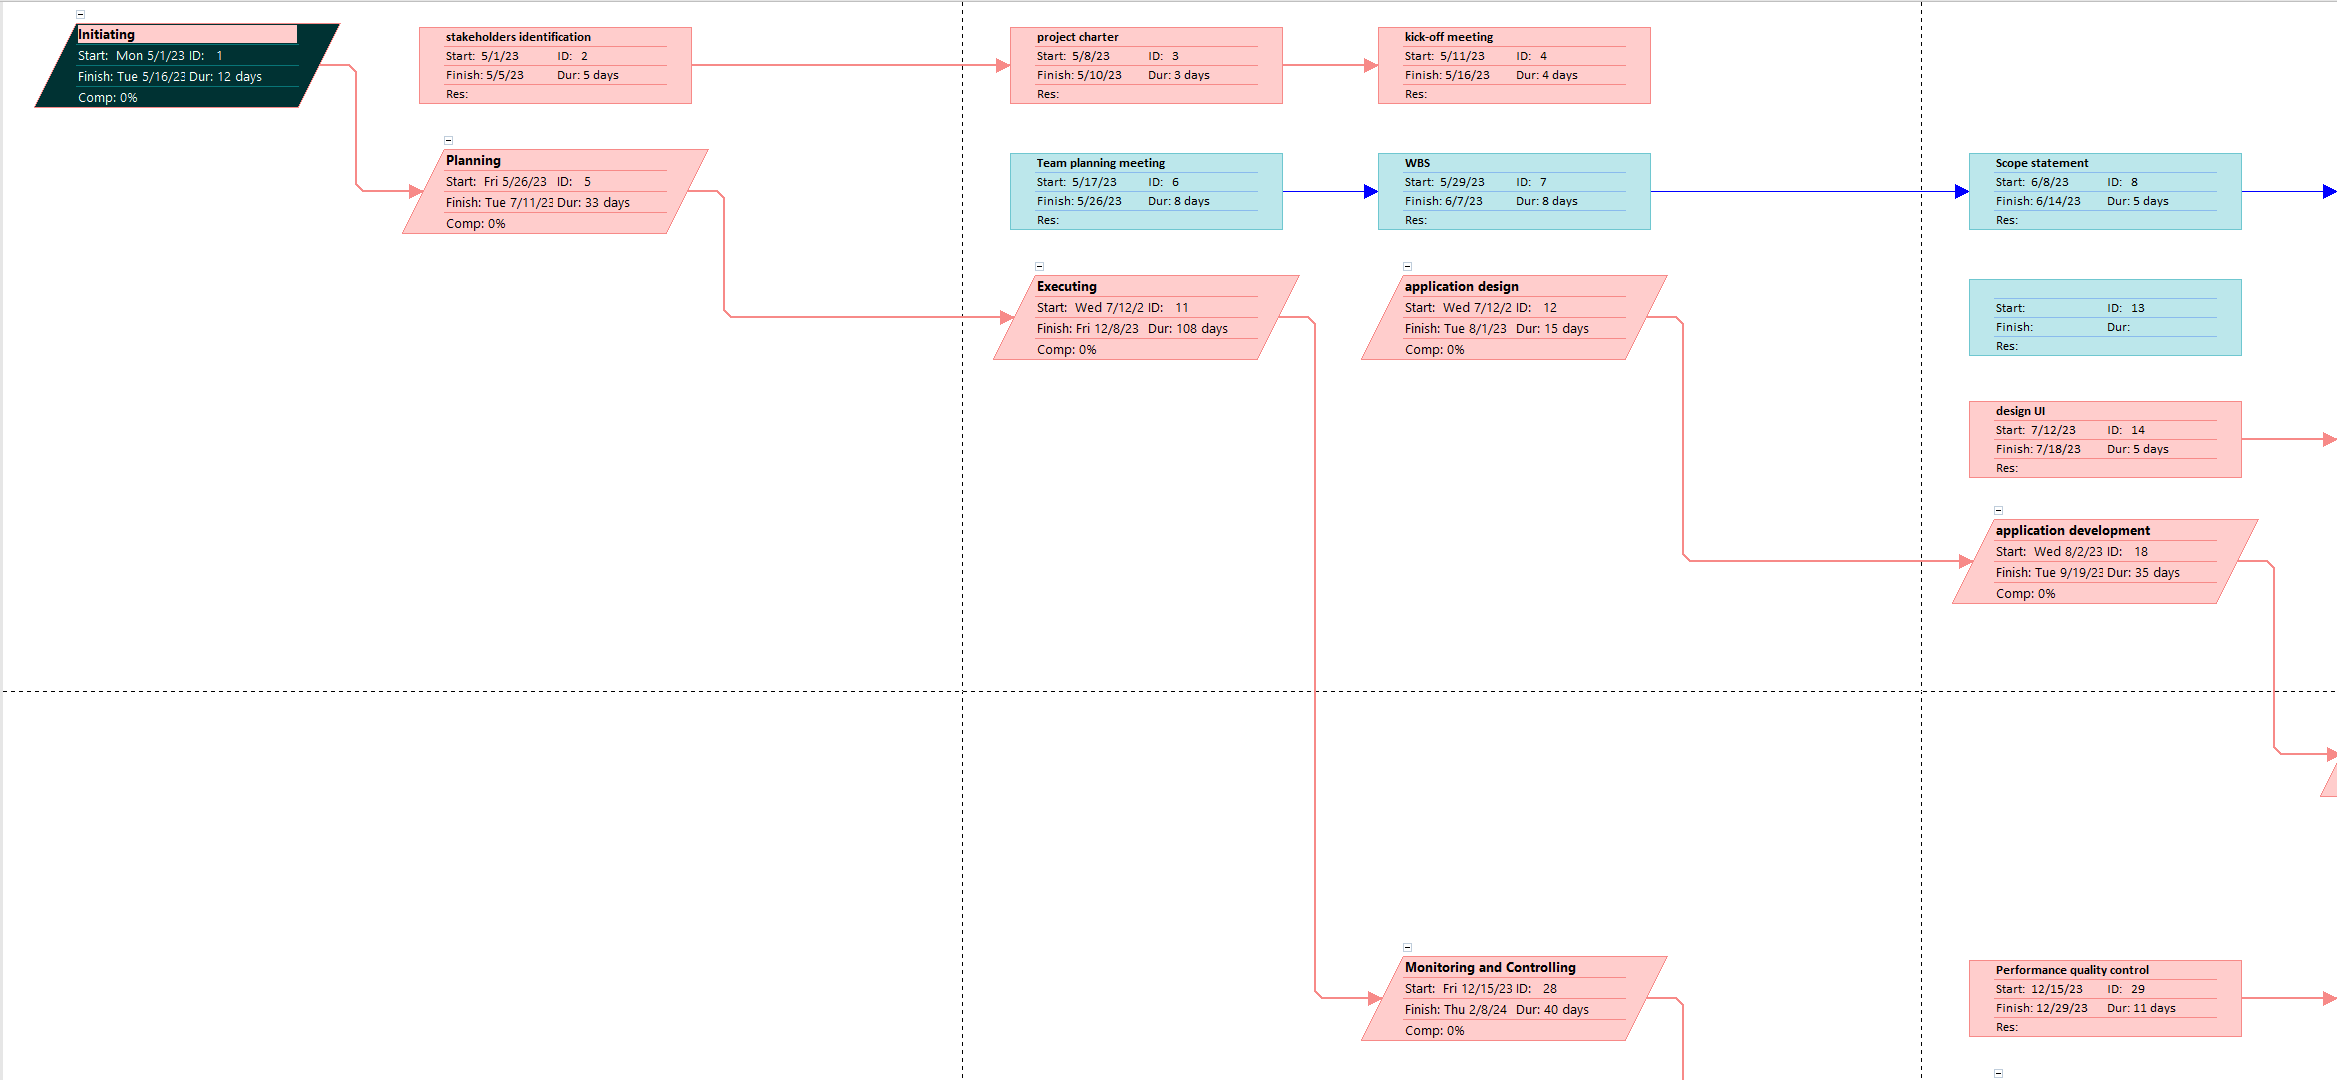 Initiating
Start: Mon 5/1/23 ID: 1
Finish: Tue 5/16/23 Dur: 12 days
Comp: 0%
stakeholders identification
Start: 5/1/23 ID: 2
Finish: 5/5/23 Dur: 5 days
Res:
project charter
Start: 5/8/23 ID: 3
Finish: 5/10/23 Dur: 3 days
Res:
kick-off meeting
Start: 5/11/23 ID: 4
Finish: 5/16/23 Dur: 4 days
Res:
Planning
Start: Fri 5/26/23 ID: 5
Finish: Tue 7/11/23 Dur: 33 days
Comp: 0%
Team planning meeting
Start: 5/17/23 ID: 6
Finish: 5/26/23 Dur: 8 days
Res:
WBS
Start: 5/29/23 ID: 7
Finish: 6/7/23 Dur: 8 days
Res:
Scope statement
Start: 6/8/23 ID: 8
Finish: 6/14/23 Dur: 5 days
Res:
Executing
Start: Wed 7/12/2 ID: 11
Finish: Fri 12/8/23 Dur: 108 days
Comp: 0%
application design
Start: Wed 7/12/2 ID: 12
Finish: Tue 8/1/23 Dur: 15 days
Comp: 0%
Start: ID: 13
Finish: Dur:
Res:
design UI
Start: 7/12/23 ID: 14
Finish: 7/18/23 Dur: 5 days
Res:
application development
Start: Wed 8/2/23 ID: 18
Finish: Tue 9/19/23 Dur: 35 days
Comp: 0%
Monitoring and Controlling
Start: Fri 12/15/23 ID: 28
Finish: Thu 2/8/24 Dur: 40 days
Comp: 0%
Performance quality control
Start: 12/15/23 ID: 29
Finish: 12/29/23 Dur: 11 days
Res: